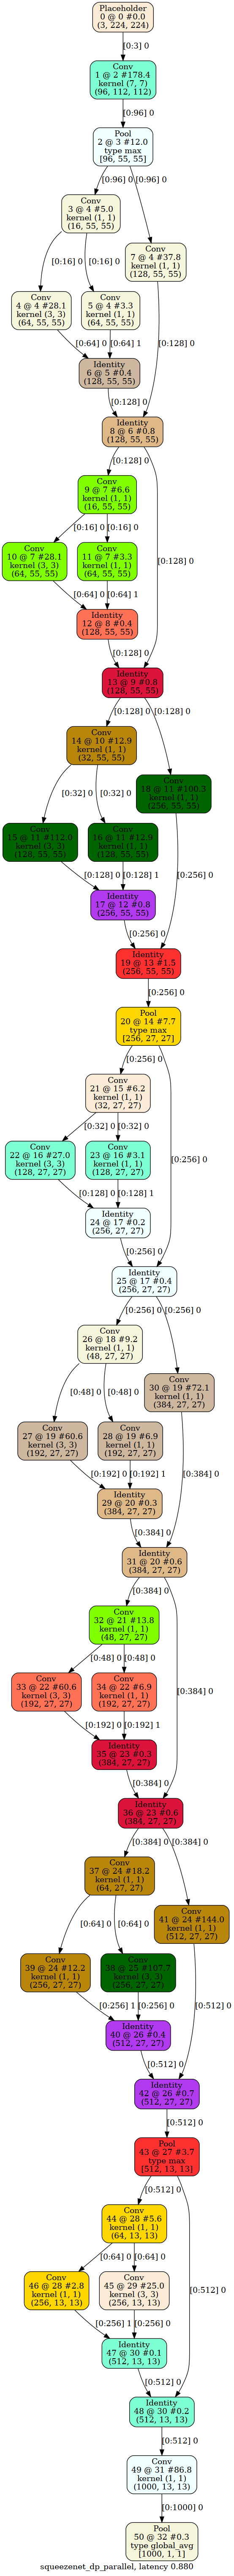 Placeholder
0 @ 0 #0.0
(3, 224, 224)
[0:3] 0
Conv
1 @ 2 #178.4
kernel (7, 7)
(96, 112, 112)
[0:96] 0
Pool
2 @ 3 #12.0
type max
[96, 55, 55]
[0:96] 0
[0:96] 0
Conv
3 @ 4 #5.0
kernel (1, 1)
(16, 55, 55)
Conv
7 @ 4 #37.8
kernel (1, 1)
(128, 55, 55)
[0:16] 0
[0:16] 0
Conv
4 @ 4 #28.1
kernel (3, 3)
(64, 55, 55)
Conv
5 @ 4 #3.3
kernel (1, 1)
(64, 55, 55)
[0:64] 0
[0:64] 1
[0:128] 0
Identity
6 @ 5 #0.4
(128, 55, 55)
[0:128] 0
Identity
8 @ 6 #0.8
(128, 55, 55)
[0:128] 0
Conv
9 @ 7 #6.6
kernel (1, 1)
(16, 55, 55)
[0:16] 0
[0:16] 0
Conv
10 @ 7 #28.1
kernel (3, 3)
(64, 55, 55)
Conv
11 @ 7 #3.3
kernel (1, 1)
(64, 55, 55)
[0:128] 0
[0:64] 0
[0:64] 1
Identity
12 @ 8 #0.4
(128, 55, 55)
[0:128] 0
Identity
13 @ 9 #0.8
(128, 55, 55)
[0:128] 0
[0:128] 0
Conv
14 @ 10 #12.9
kernel (1, 1)
(32, 55, 55)
Conv
18 @ 11 #100.3
kernel (1, 1)
(256, 55, 55)
[0:32] 0
[0:32] 0
Conv
15 @ 11 #112.0
kernel (3, 3)
(128, 55, 55)
Conv
16 @ 11 #12.9
kernel (1, 1)
(128, 55, 55)
[0:128] 0
[0:128] 1
[0:256] 0
Identity
17 @ 12 #0.8
(256, 55, 55)
[0:256] 0
Identity
19 @ 13 #1.5
(256, 55, 55)
[0:256] 0
Pool
20 @ 14 #7.7
type max
[256, 27, 27]
[0:256] 0
Conv
21 @ 15 #6.2
kernel (1, 1)
(32, 27, 27)
[0:32] 0
[0:32] 0
Conv
22 @ 16 #27.0
kernel (3, 3)
(128, 27, 27)
Conv
23 @ 16 #3.1
kernel (1, 1)
(128, 27, 27)
[0:256] 0
[0:128] 0
[0:128] 1
Identity
24 @ 17 #0.2
(256, 27, 27)
[0:256] 0
Identity
25 @ 17 #0.4
(256, 27, 27)
[0:256] 0
[0:256] 0
Conv
26 @ 18 #9.2
kernel (1, 1)
(48, 27, 27)
Conv
30 @ 19 #72.1
kernel (1, 1)
(384, 27, 27)
[0:48] 0
[0:48] 0
Conv
27 @ 19 #60.6
kernel (3, 3)
(192, 27, 27)
Conv
28 @ 19 #6.9
kernel (1, 1)
(192, 27, 27)
[0:192] 0
[0:192] 1
[0:384] 0
Identity
29 @ 20 #0.3
(384, 27, 27)
[0:384] 0
Identity
31 @ 20 #0.6
(384, 27, 27)
[0:384] 0
Conv
32 @ 21 #13.8
kernel (1, 1)
(48, 27, 27)
[0:48] 0
[0:48] 0
Conv
33 @ 22 #60.6
kernel (3, 3)
(192, 27, 27)
Conv
34 @ 22 #6.9
kernel (1, 1)
(192, 27, 27)
[0:384] 0
[0:192] 0
[0:192] 1
Identity
35 @ 23 #0.3
(384, 27, 27)
[0:384] 0
Identity
36 @ 23 #0.6
(384, 27, 27)
[0:384] 0
[0:384] 0
Conv
37 @ 24 #18.2
kernel (1, 1)
(64, 27, 27)
Conv
41 @ 24 #144.0
kernel (1, 1)
(512, 27, 27)
[0:64] 0
[0:64] 0
Conv
39 @ 24 #12.2
kernel (1, 1)
(256, 27, 27)
Conv
38 @ 25 #107.7
kernel (3, 3)
(256, 27, 27)
[0:256] 1
[0:256] 0
[0:512] 0
Identity
40 @ 26 #0.4
(512, 27, 27)
[0:512] 0
Identity
42 @ 26 #0.7
(512, 27, 27)
[0:512] 0
Pool
43 @ 27 #3.7
type max
[512, 13, 13]
[0:512] 0
Conv
44 @ 28 #5.6
kernel (1, 1)
(64, 13, 13)
[0:64] 0
[0:64] 0
Conv
46 @ 28 #2.8
kernel (1, 1)
(256, 13, 13)
Conv
45 @ 29 #25.0
kernel (3, 3)
(256, 13, 13)
[0:512] 0
[0:256] 1
[0:256] 0
Identity
47 @ 30 #0.1
(512, 13, 13)
[0:512] 0
Identity
48 @ 30 #0.2
(512, 13, 13)
[0:512] 0
Conv
49 @ 31 #86.8
kernel (1, 1)
(1000, 13, 13)
[0:1000] 0
Pool
50 @ 32 #0.3
type global_avg
[1000, 1, 1]
squeezenet_dp_parallel, latency 0.880